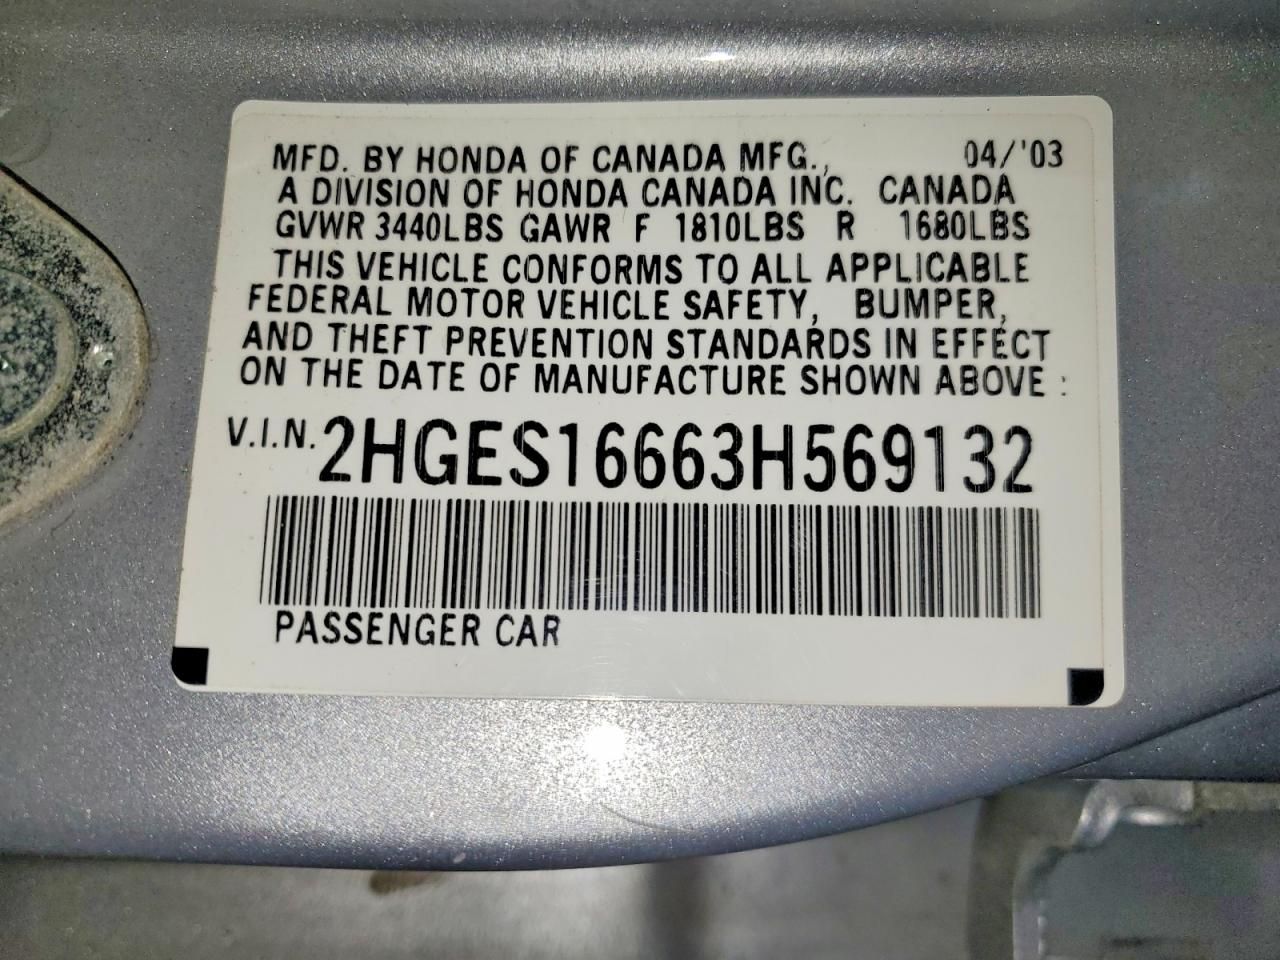 MFD. BY HONDA OF CANADA MFG., 04/'03
A DIVISION OF HONDA CANADA INC. CANADA
GVWR 3440LBS GAWR F 1810LBS R 1680LBS
THIS VEHICLE CONFORMS TO ALL APPLICABLE
FEDERAL MOTOR VEHICLE SAFETY, BUMPER,
AND THEFT PREVENTION STANDARDS IN EFFECT
ON THE DATE OF MANUFACTURE SHOWN ABOVE :
V.I.N. 2HGES16663H569132
PASSENGER CAR